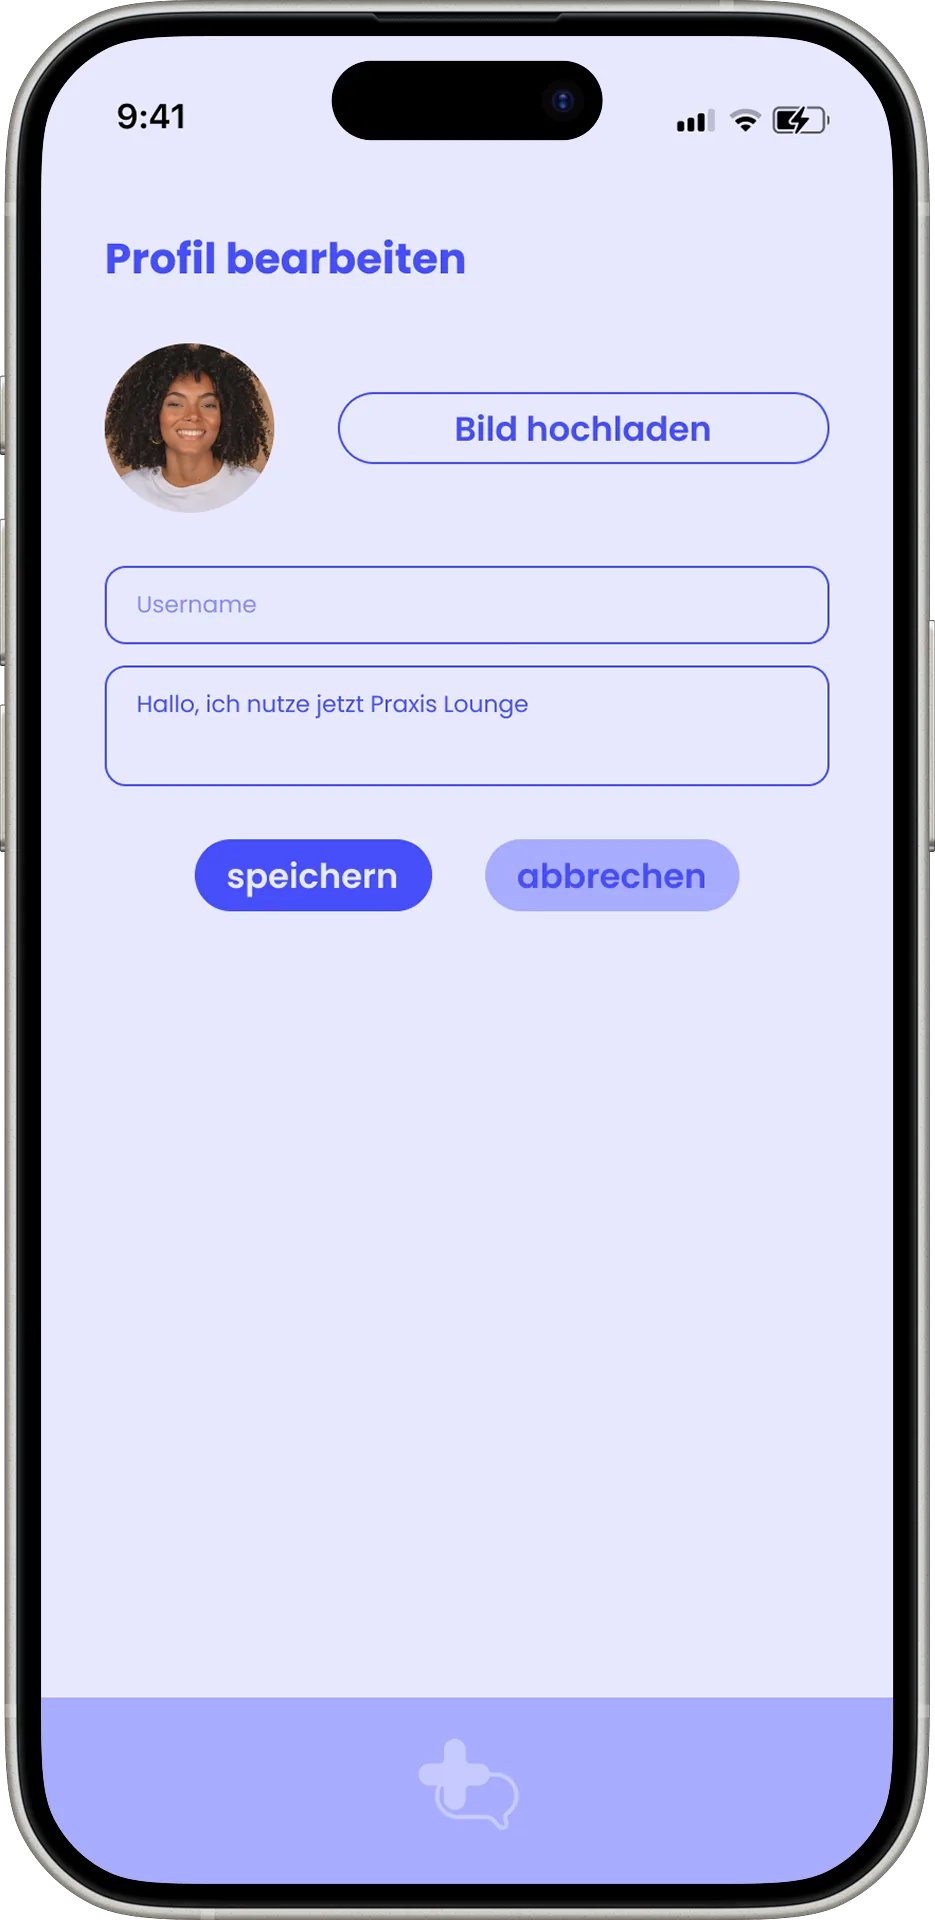 9:41
Profil bearbeiten
Bild hochladen
Username
Hallo, ich nutze jetzt Praxis Lounge
speichern
abbrechen